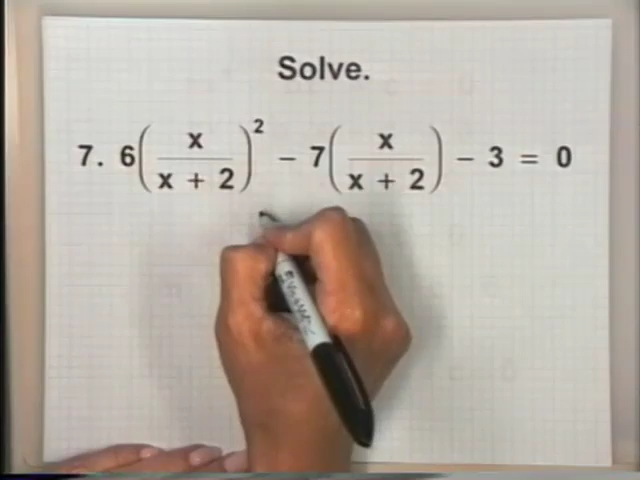 Solve.
7. 6(x/(x + 2))² – 7(x/(x + 2)) – 3 = 0